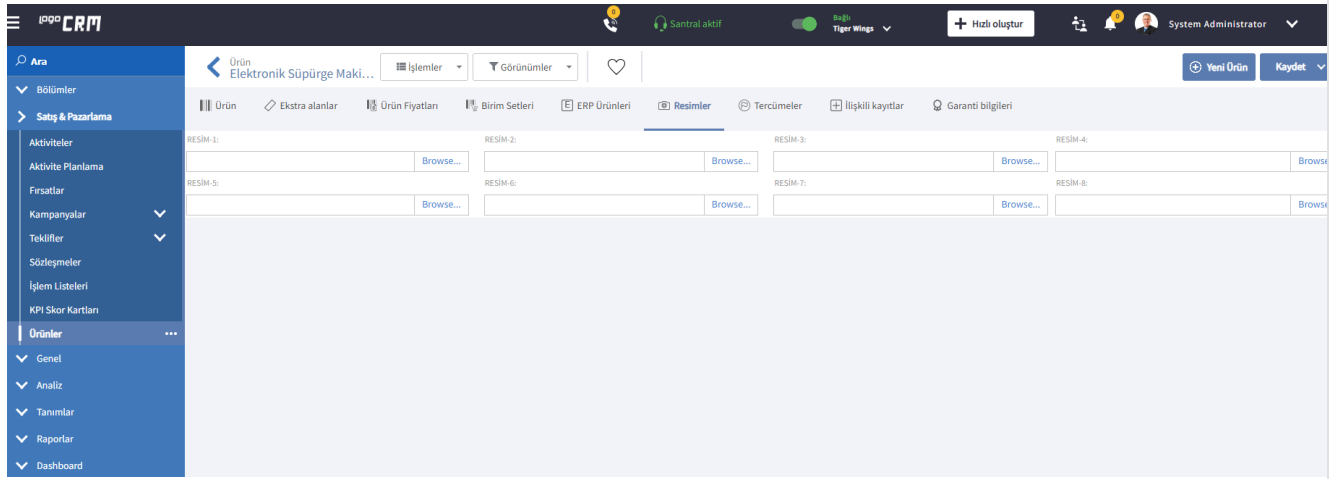 logo CRM
0
Santral aktif
Bağlı
Tiger Wings
Hızlı oluştur
0
System Administrator
Ara
Bölümler
Satış & Pazarlama
Aktiviteler
Aktivite Planlama
Fırsatlar
Kampanyalar
Teklifler
Sözleşmeler
İşlem Listeleri
KPI Skor Kartları
Ürünler
Genel
Analiz
Tanımlar
Raporlar
Dashboard
Ürün
Elektronik Süpürge Maki...
İşlemler
Görünümler
Yeni Ürün
Kaydet
Ürün
Ekstra alanlar
Ürün Fiyatları
Birim Setleri
E ERP Ürünleri
Resimler
Tercümeler
İlişkili kayıtlar
Garanti bilgileri
RESİM-1:
Browse...
RESİM-2:
Browse...
RESİM-3:
Browse...
RESİM-4:
Browse
RESİM-5:
Browse...
RESİM-6:
Browse...
RESİM-7:
Browse...
RESİM-8:
Browse